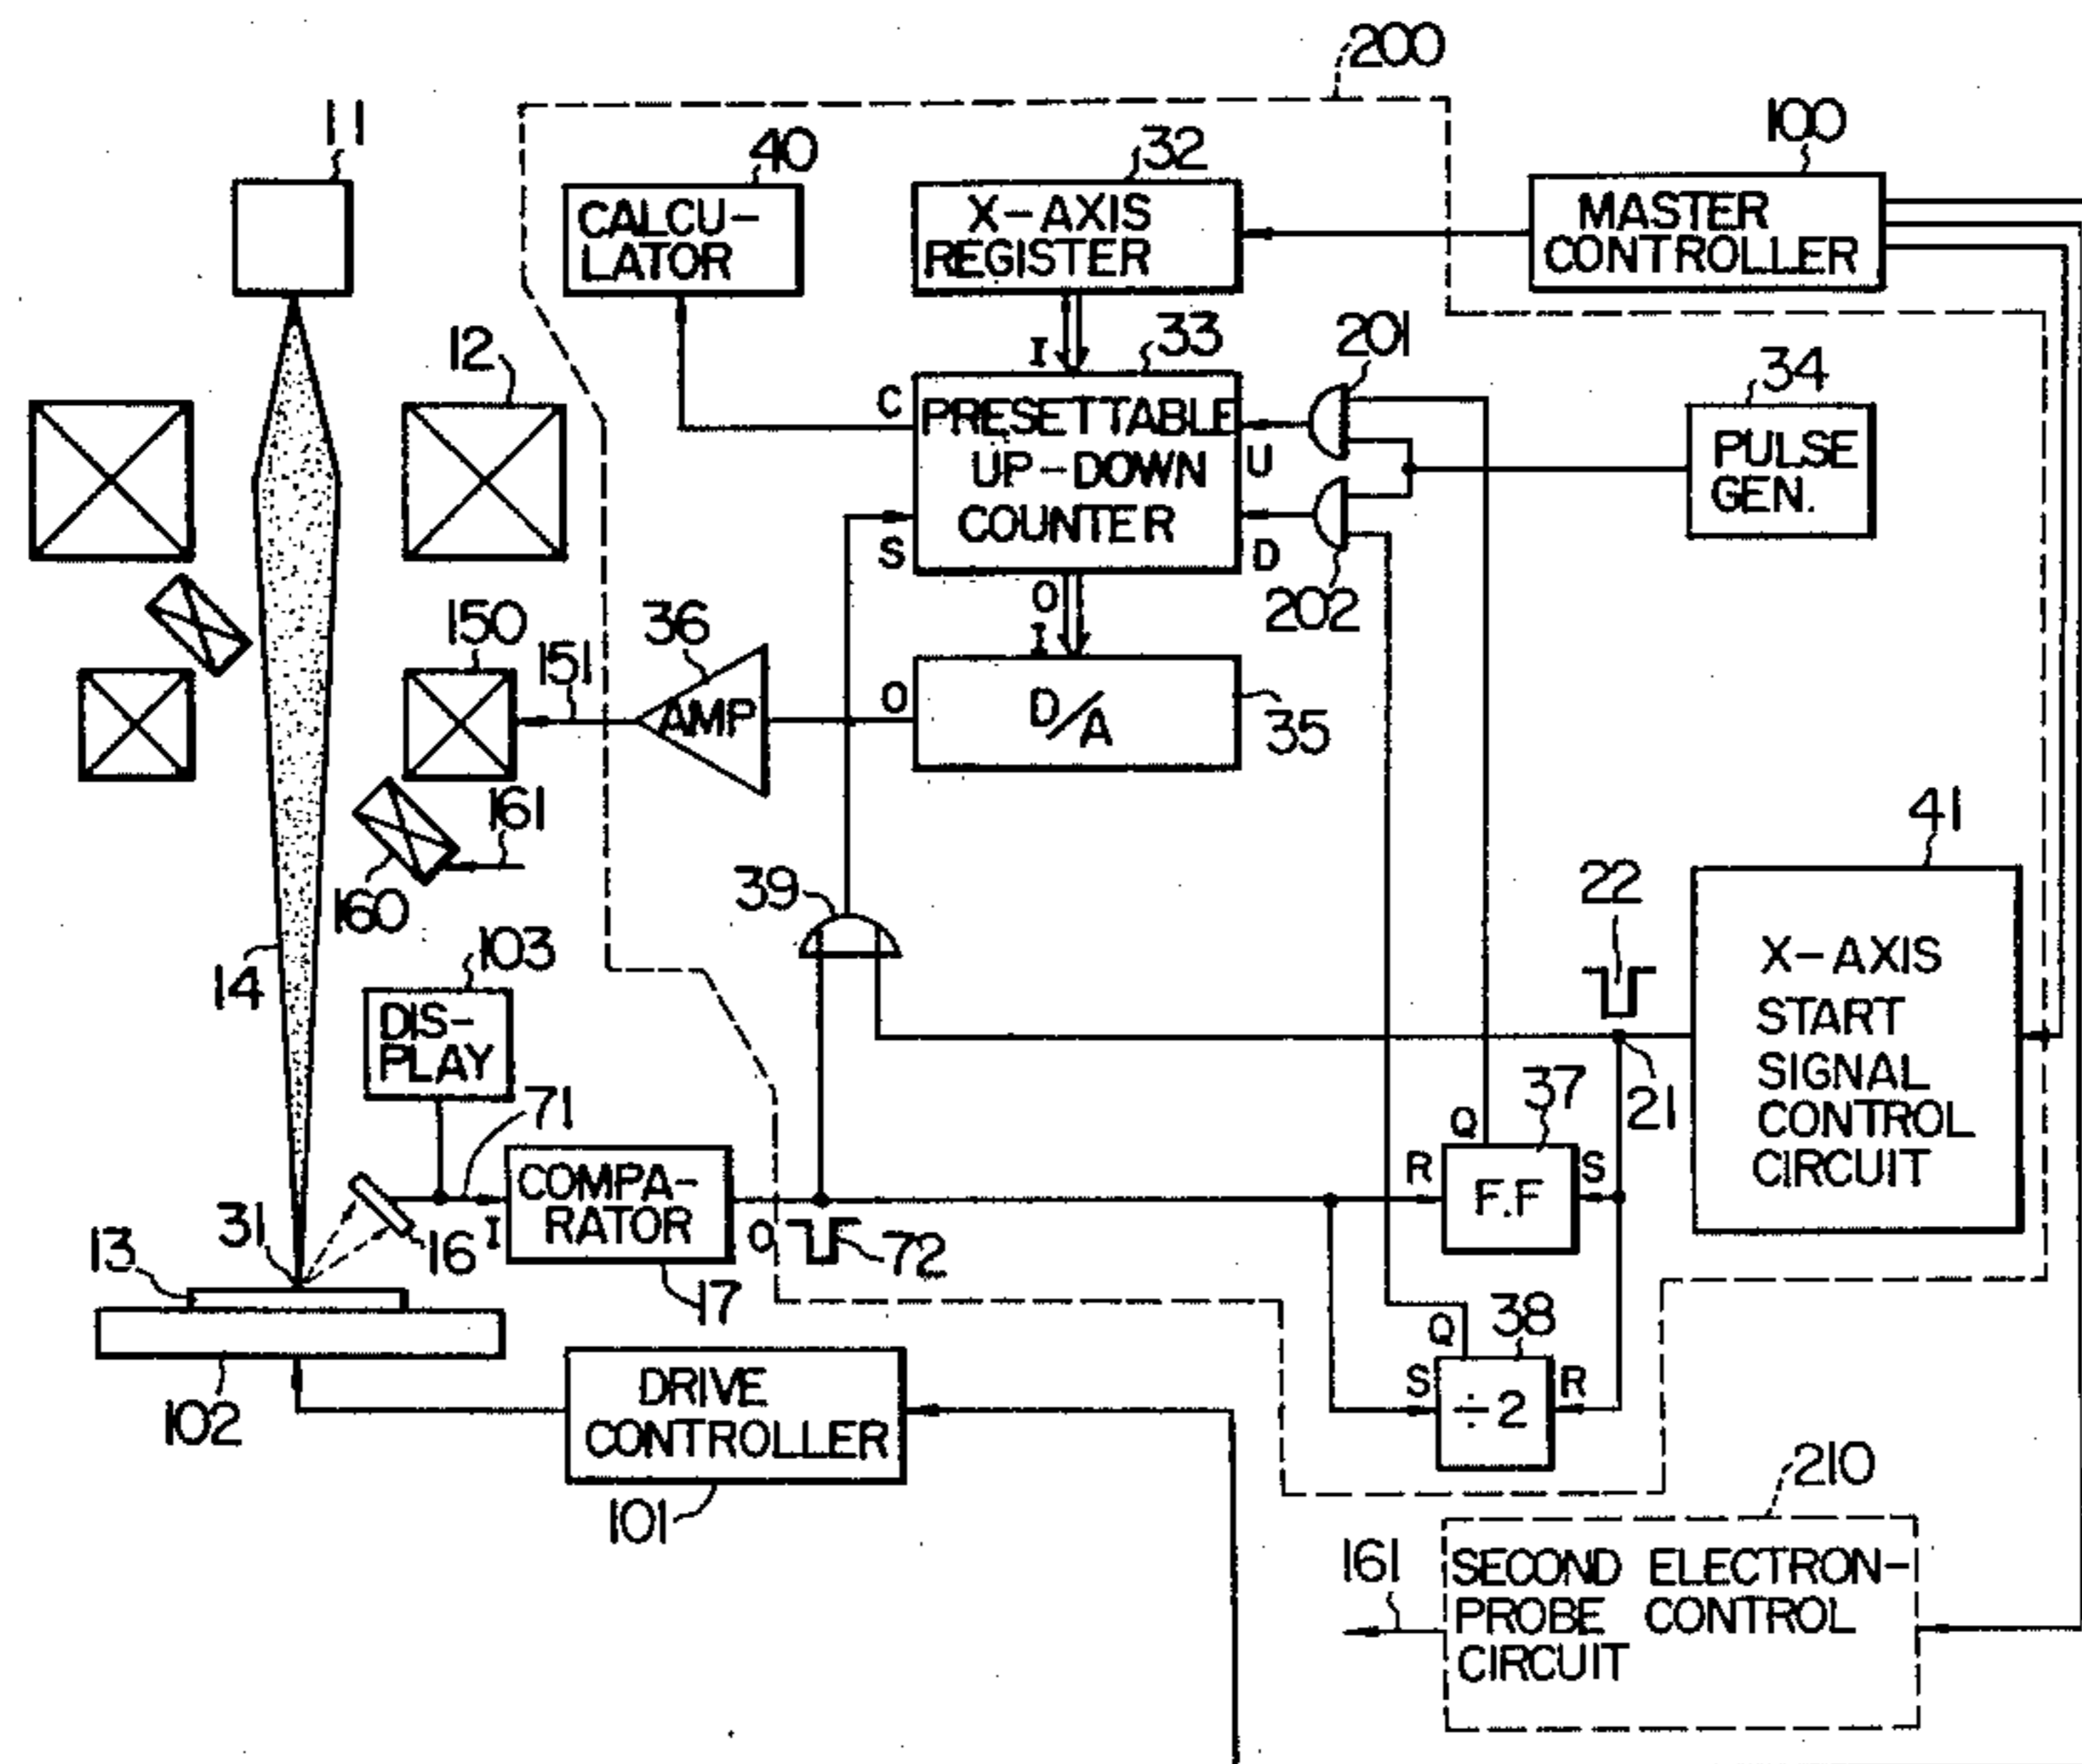 200
11
40
32
100
CALCU-
LATOR
X-AXIS
REGISTER
MASTER
CONTROLLER
12
I
33
201
34
C
PRESETTABLE
UP-DOWN
COUNTER
U
PULSE
GEN.
S
D
202
150
151
36
O
I
AMP
O
D/A
35
161
160
39
41
22
14
103
DIS-
PLAY
X-AXIS
START
SIGNAL
CONTROL
CIRCUIT
71
37
21
Q
R
S
F.F
COMPA-
RATOR
I
O
31
16
13
17
72
38
Q
S
R
÷2
102
DRIVE
CONTROLLER
101
210
161
SECOND ELECTRON-
PROBE CONTROL
CIRCUIT